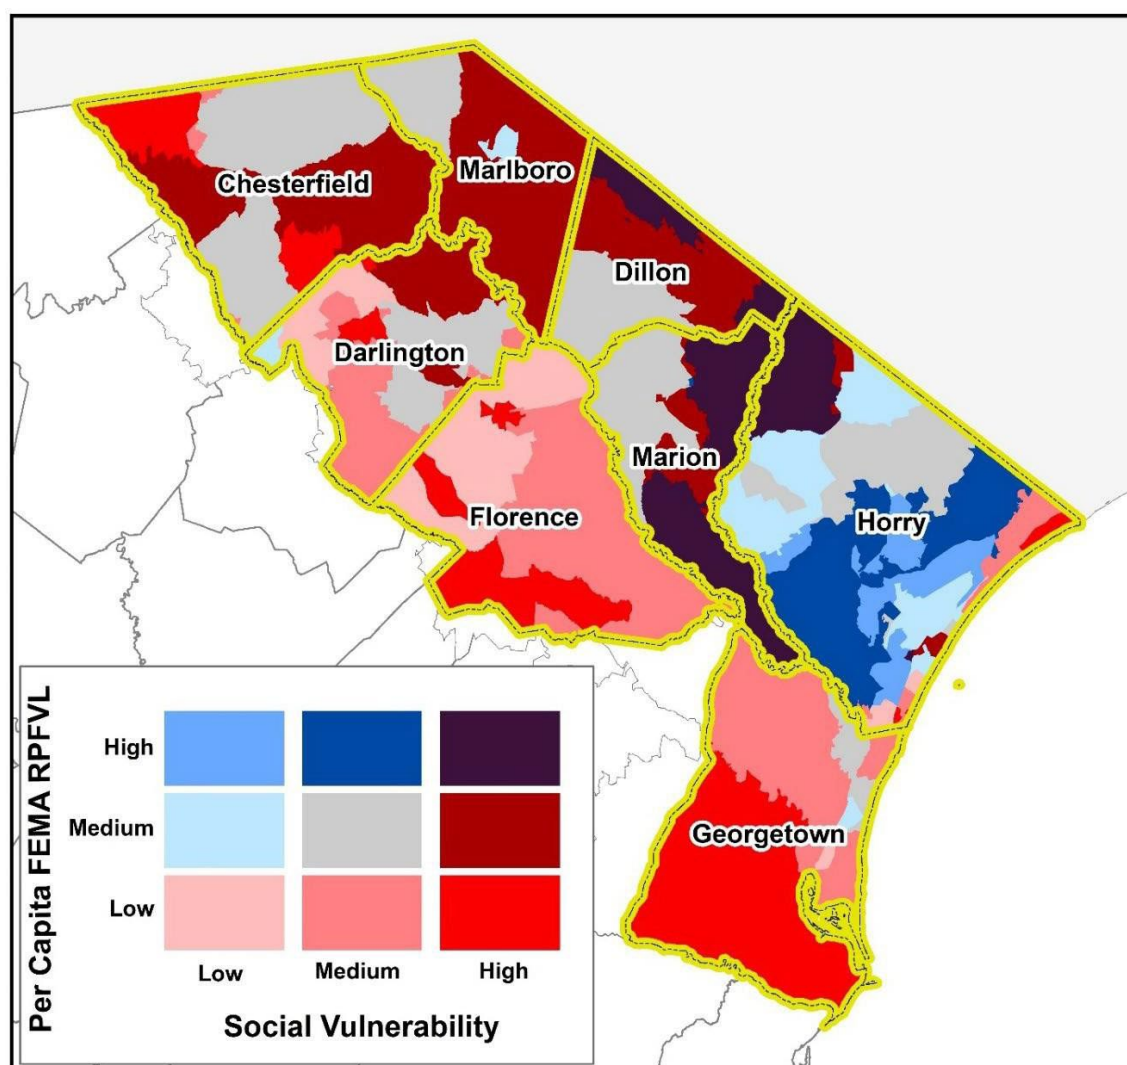 Marlboro
Chesterfield
Dillon
Darlington
Marion
Florence
Horry
Georgetown
Per Capita FEMA RPFVL
High
Medium
Low
Low Medium High
Social Vulnerability